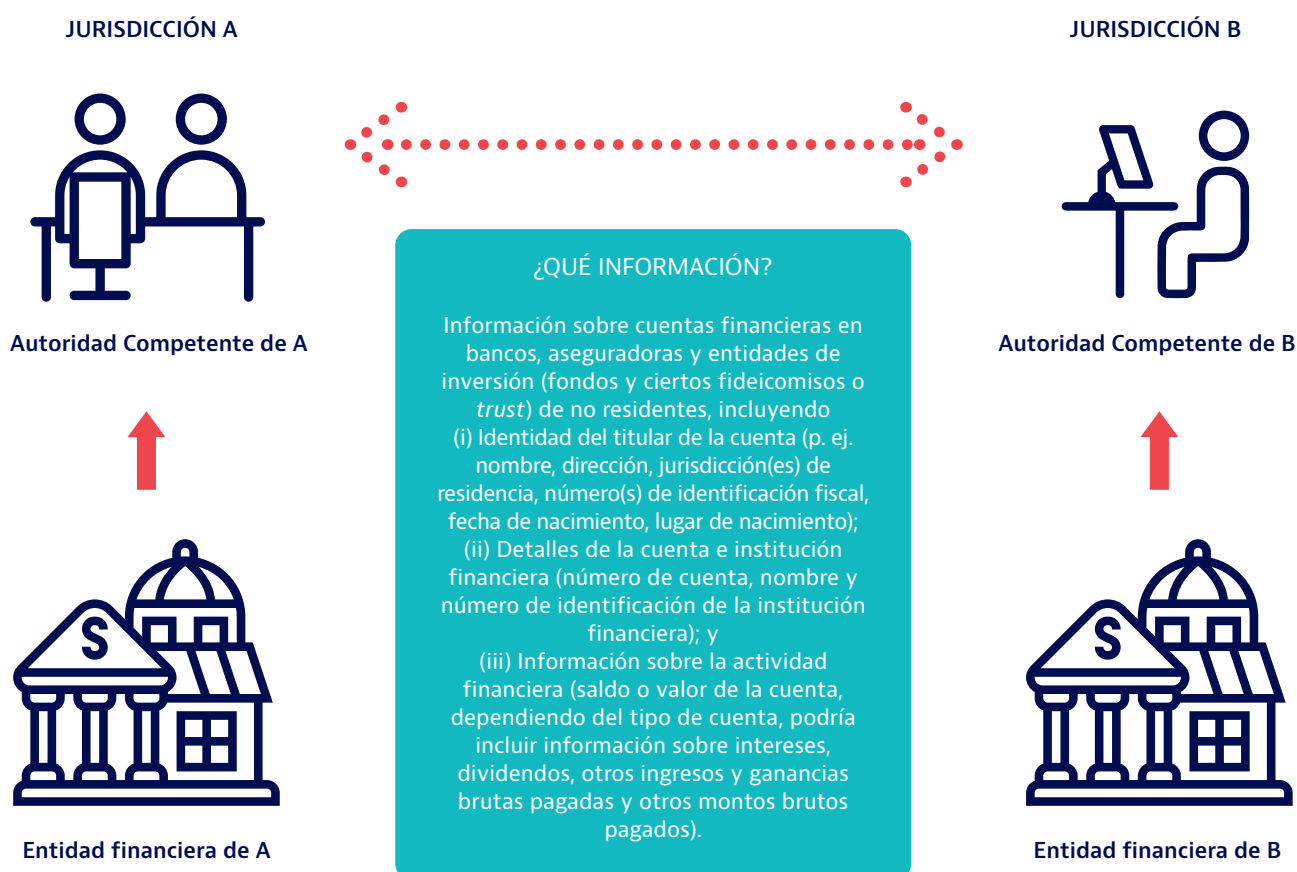 JURISDICCIÓN A
JURISDICCIÓN B
Autoridad Competente de A
Autoridad Competente de B
¿QUÉ INFORMACIÓN?
Información sobre cuentas financieras en
bancos, aseguradoras y entidades de
inversión (fondos y ciertos fideicomisos o
trust) de no residentes, incluyendo
(i) Identidad del titular de la cuenta (p. ej.
nombre, dirección, jurisdicción(es) de
residencia, número(s) de identificación fiscal,
fecha de nacimiento, lugar de nacimiento);
(ii) Detalles de la cuenta e institución
financiera (número de cuenta, nombre y
número de identificación de la institución
financiera); y
(iii) Información sobre la actividad
financiera (saldo o valor de la cuenta,
dependiendo del tipo de cuenta, podría
incluir información sobre intereses,
dividendos, otros ingresos y ganancias
brutas pagadas y otros montos brutos
pagados).
S
S
Entidad financiera de A
Entidad financiera de B